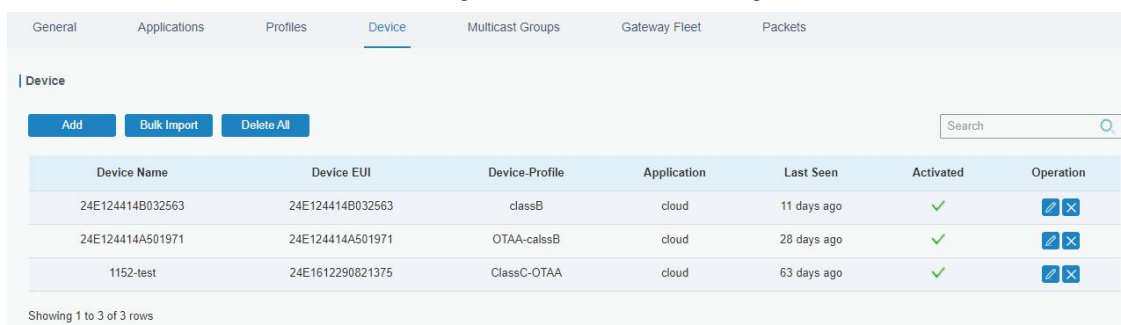 General Applications Profiles Device Multicast Groups Gateway Fleet Packets
Device
Add Bulk Import Delete All Search
Device Name Device EUI Device-Profile Application Last Seen Activated Operation
24E124414B032563 24E124414B032563 classB cloud 11 days ago
24E124414A501971 24E124414A501971 OTAA-calssB cloud 28 days ago
1152-test 24E1612290821375 ClassC-OTAA cloud 63 days ago
Showing 1 to 3 of 3 rows